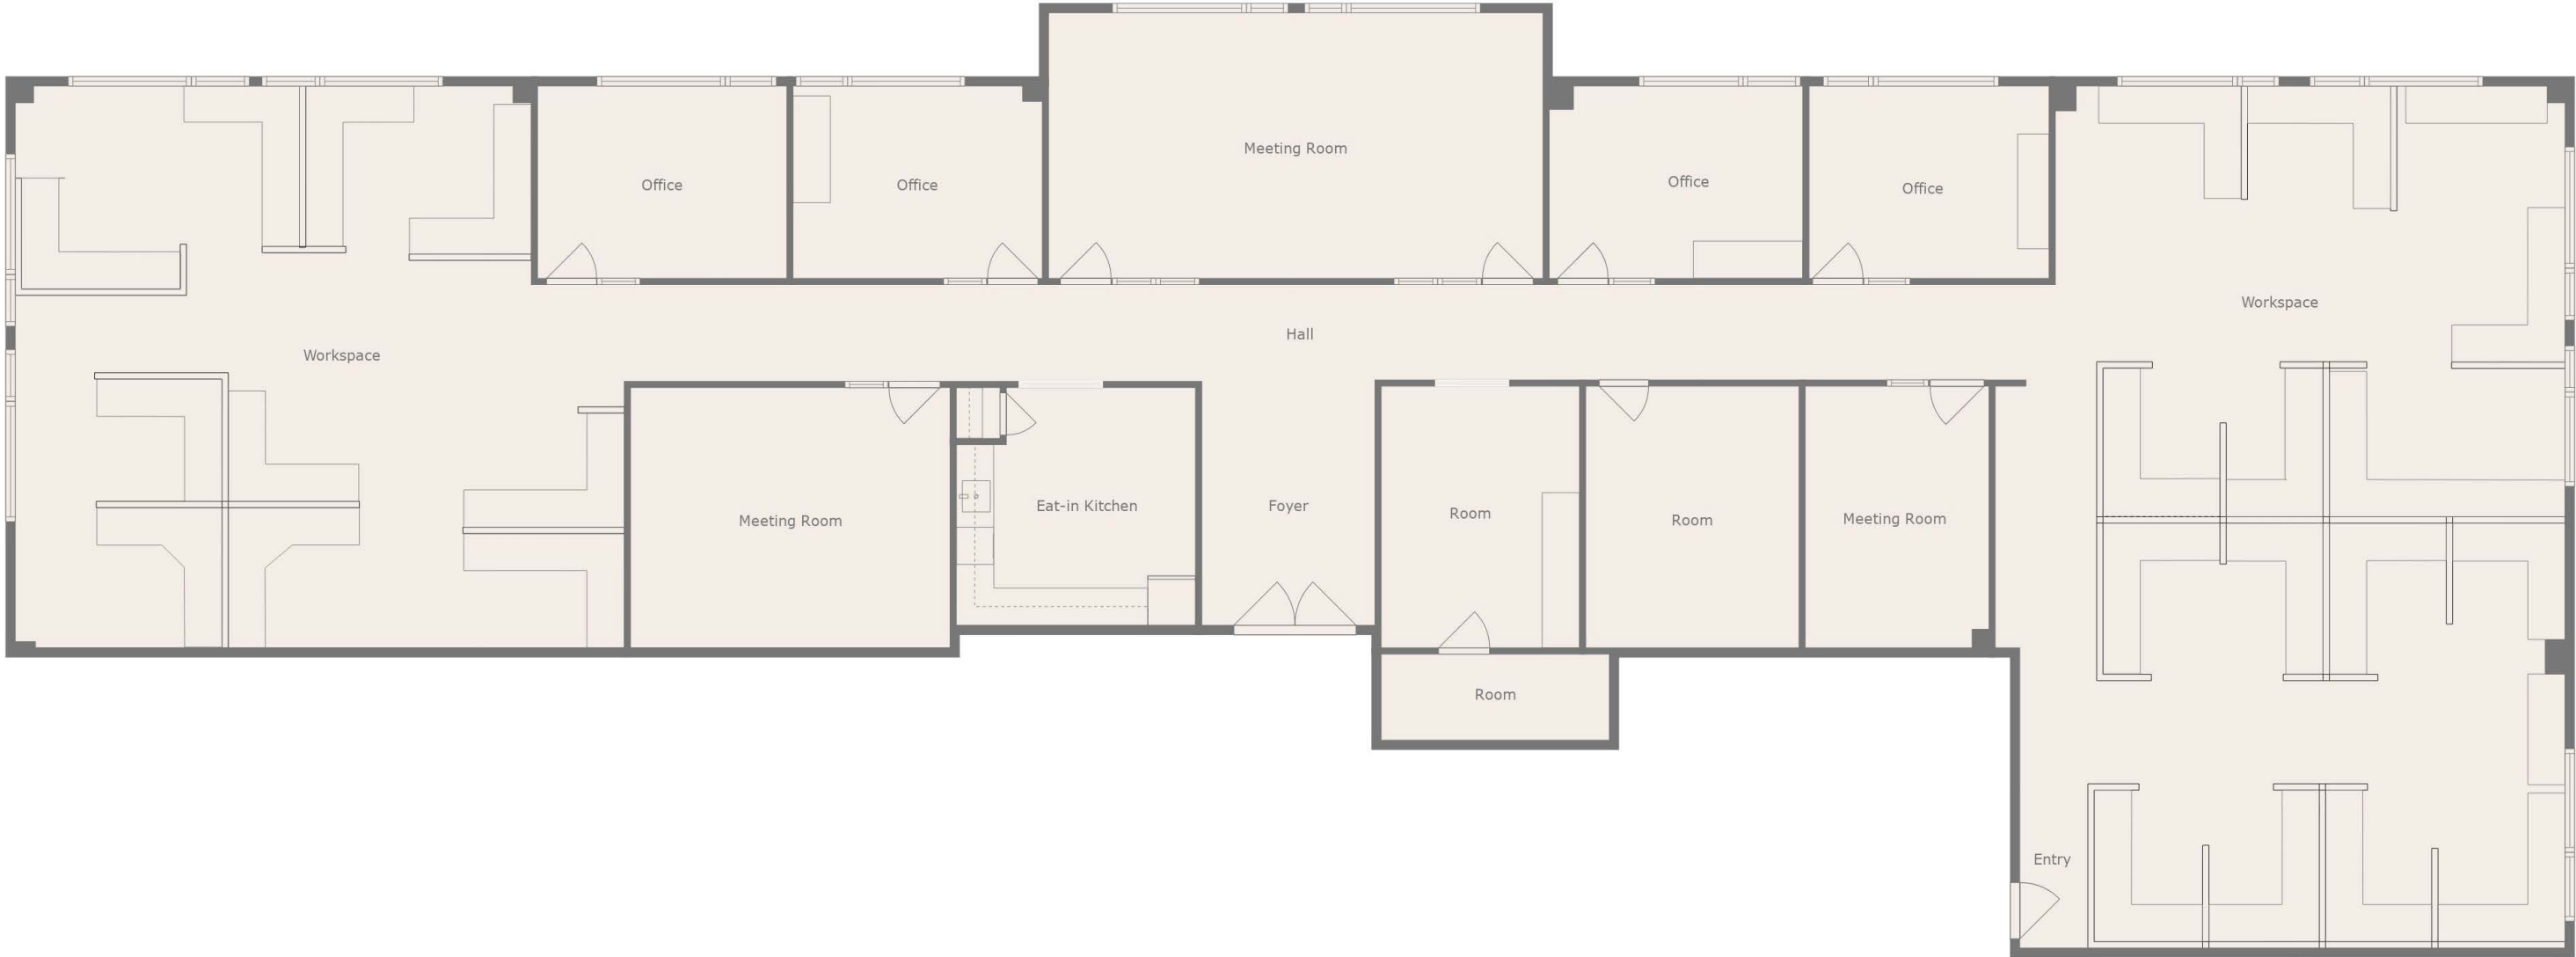 Meeting Room
Office
Office
Office
Office
Workspace
Hall
Workspace
Meeting Room
Eat-in Kitchen
Foyer
Room
Room
Meeting Room
Room
Entry